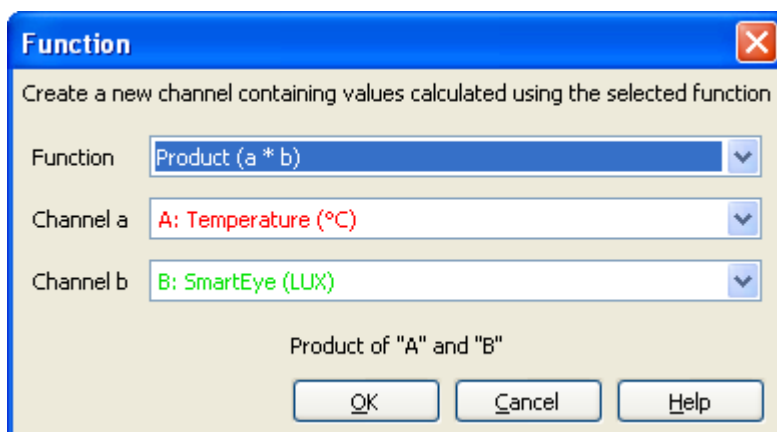 Function
Create a new channel containing values calculated using the selected function
Function Product (a * b)
Channel a A: Temperature (°C)
Channel b B: SmartEye (LUX)
Product of "A" and "B"
OK Cancel Help